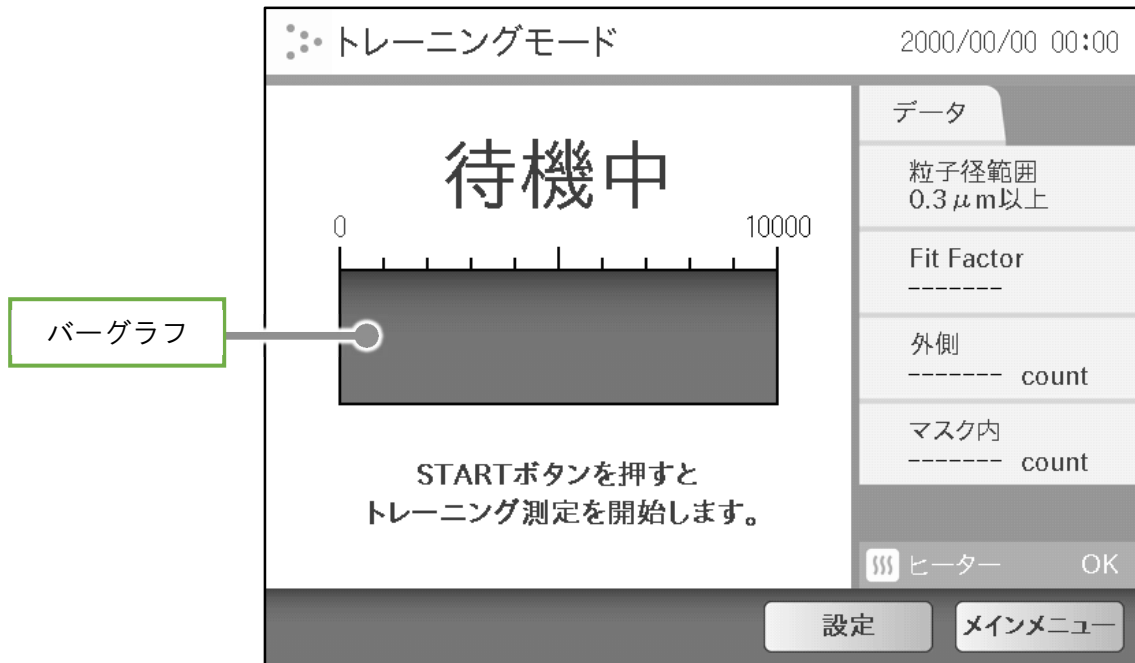 トレーニングモード
2000/00/00 00:00
待機中
0
10000
バーグラフ
STARTボタンを押すと
トレーニング測定を開始します。
データ
粒子径範囲
0.3μm以上
Fit Factor
-------
外側
------- count
マスク内
------- count
ヒーター OK
設定
メインメニュー